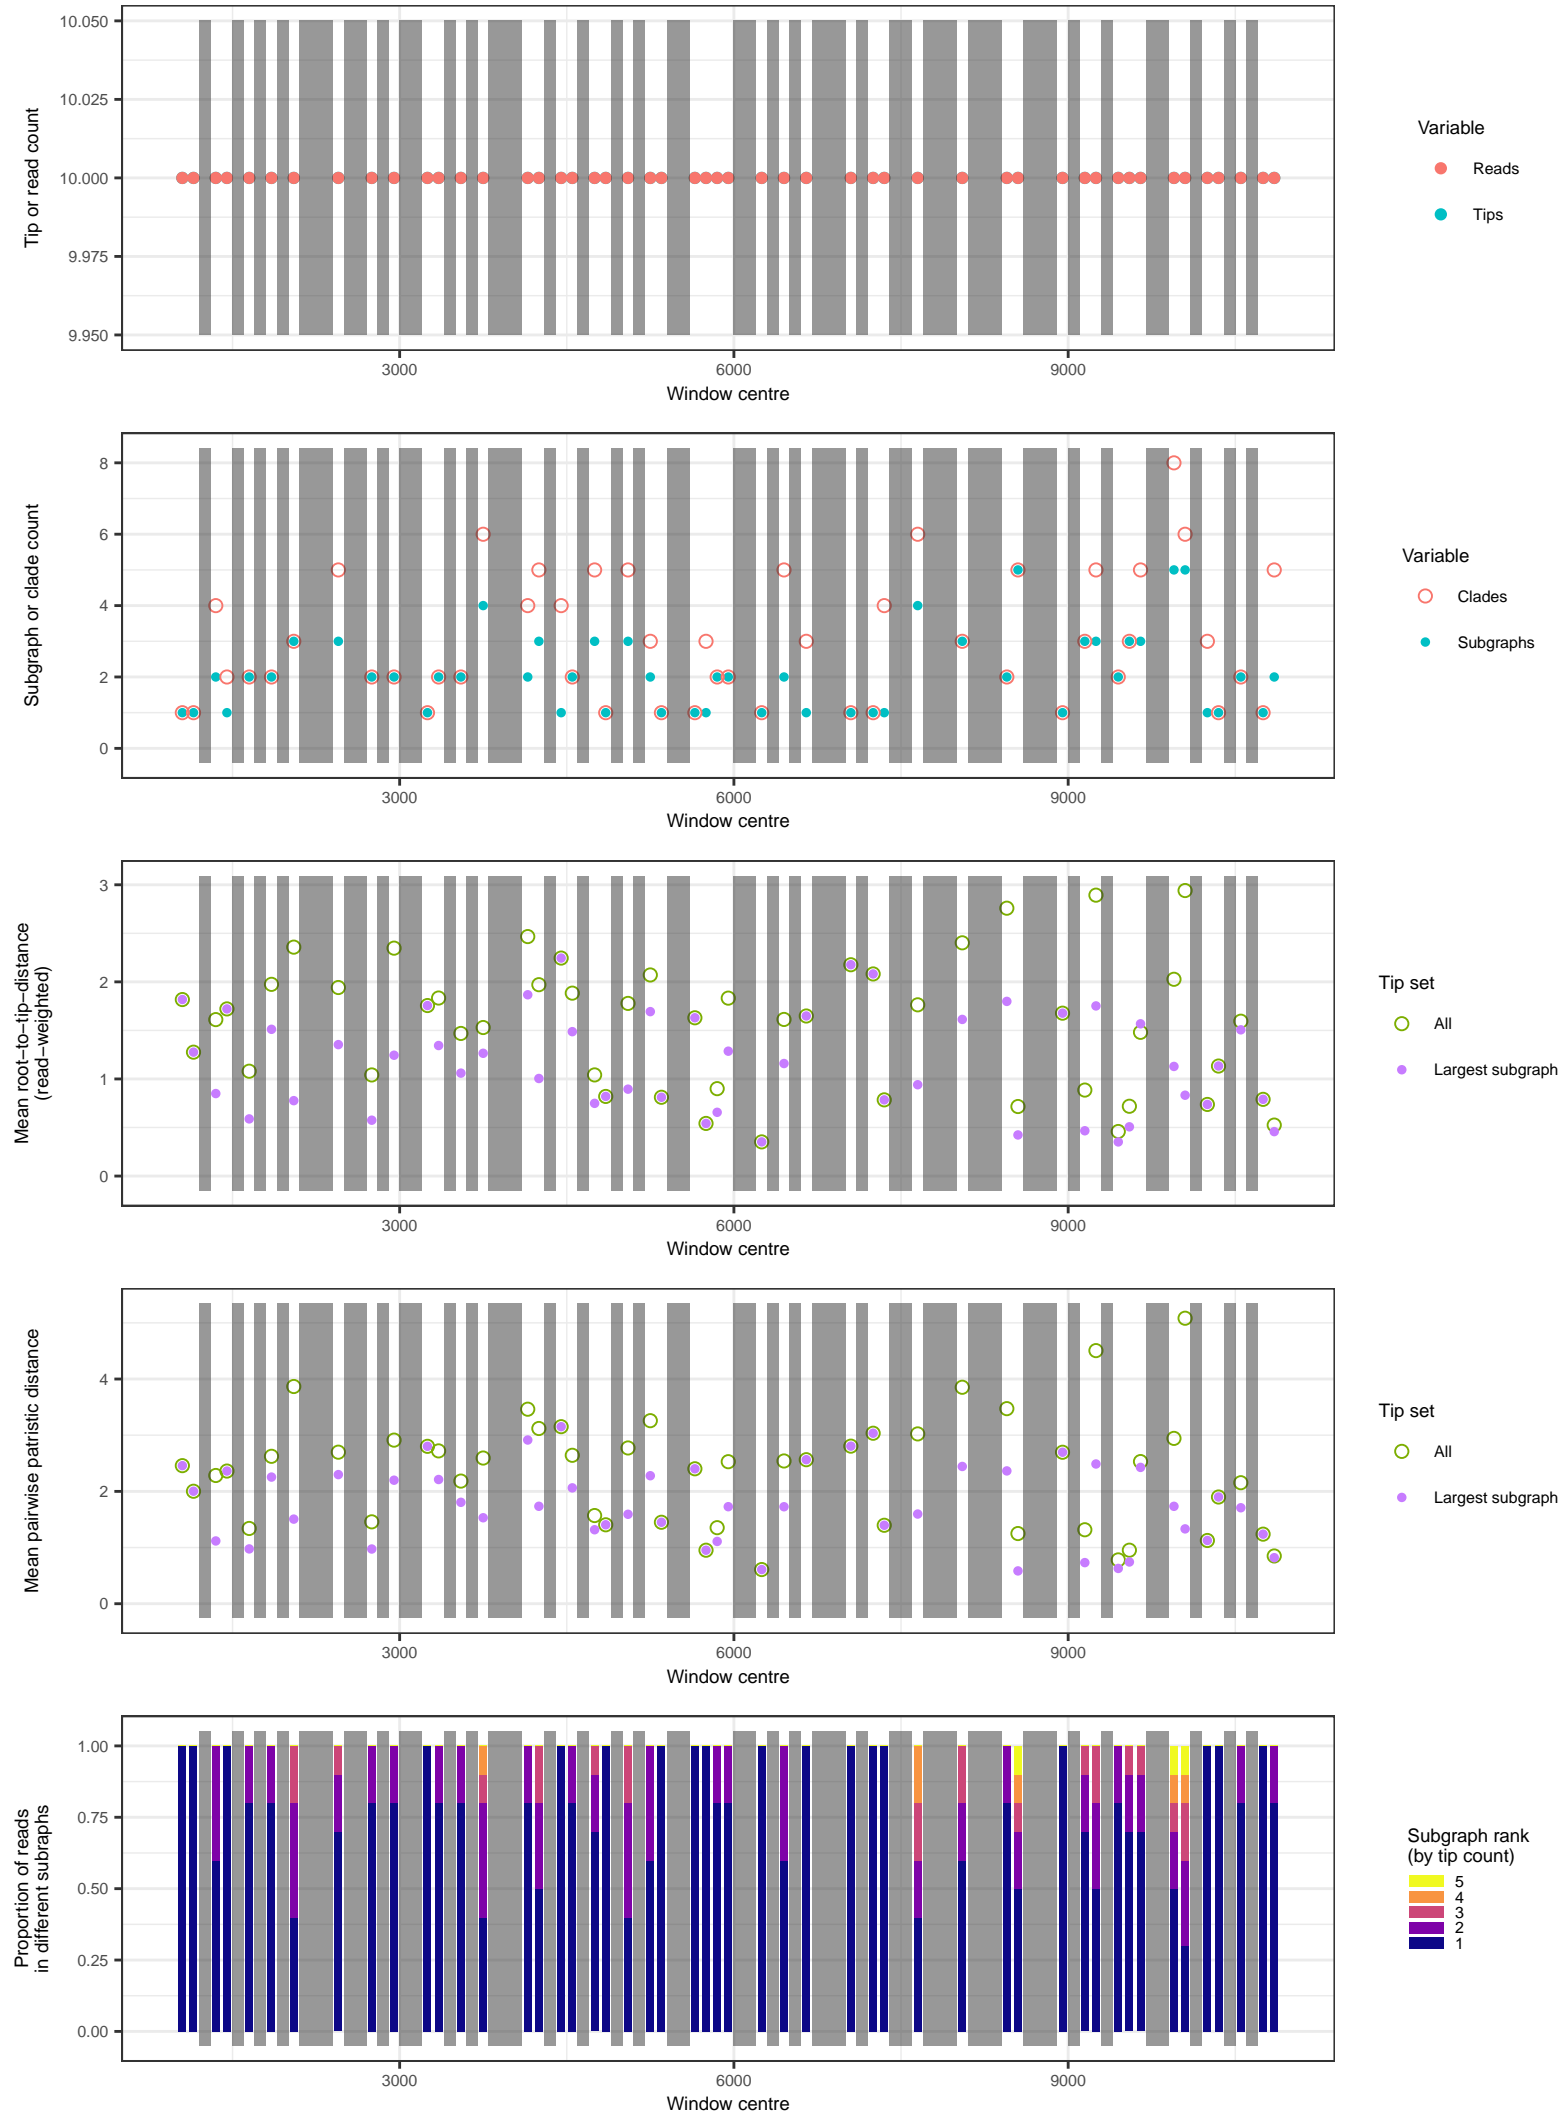 10.050
10.025
10.000
9.975
9.950
Tip or read count
3000
6000
9000
Window centre
Variable
Reads
Tips
8
6
4
2
0
Subgraph or clade count
3000
6000
9000
Window centre
Variable
Clades
Subgraphs
3
2
1
0
Mean root−to−tip−distance
(read−weighted)
3000
6000
9000
Window centre
Tip set
All
Largest subgraph
4
2
0
Mean pairwise patristic distance
3000
6000
9000
Window centre
Tip set
All
Largest subgraph
1.00
0.75
0.50
0.25
0.00
Proportion of reads
in different subraphs
3000
6000
9000
Window centre
Subgraph rank
(by tip count)
5
4
3
2
1